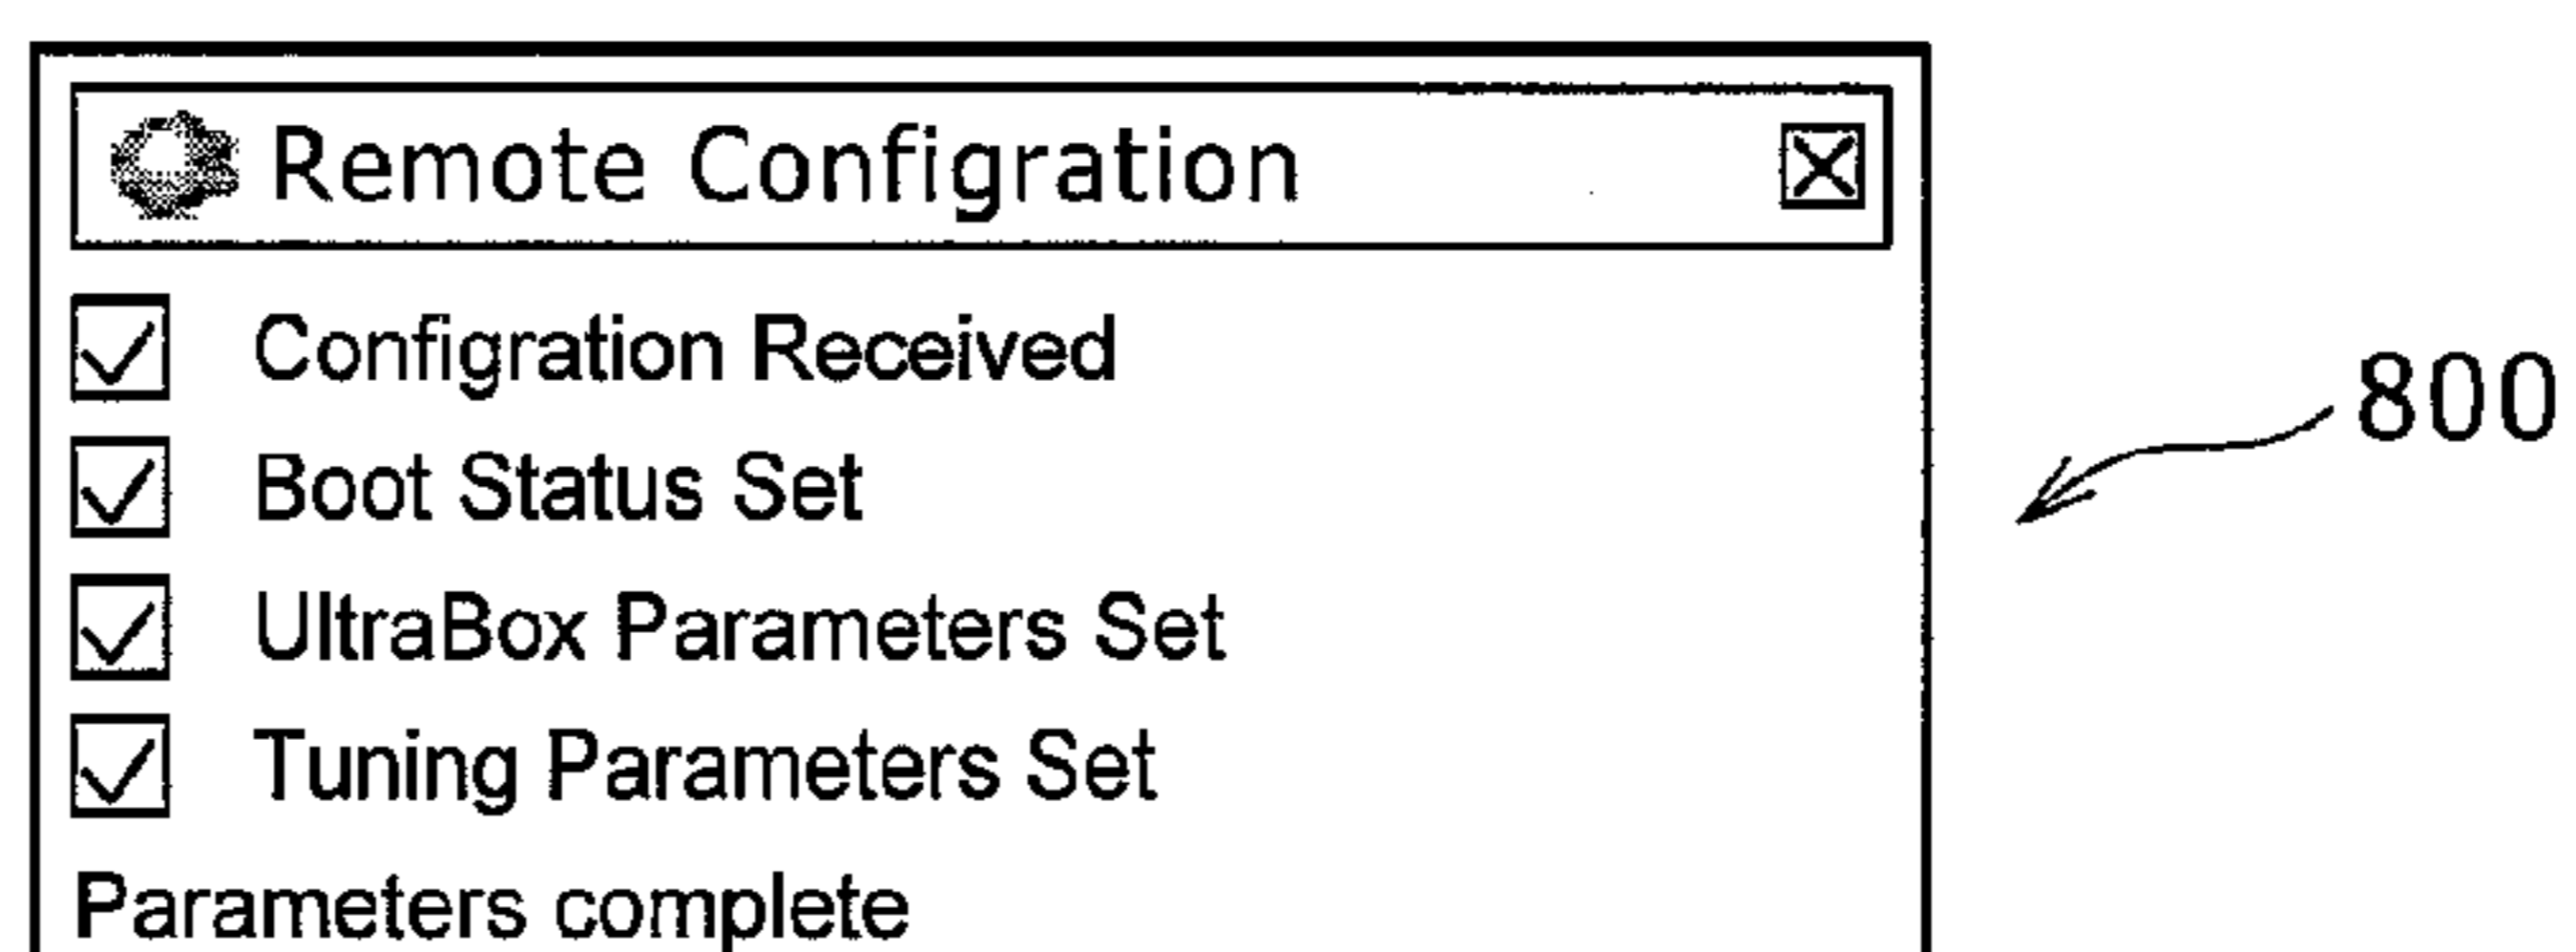 Remote Configration
Configration Received
800
Boot Status Set
UltraBox Parameters Set
Tuning Parameters Set
Parameters complete